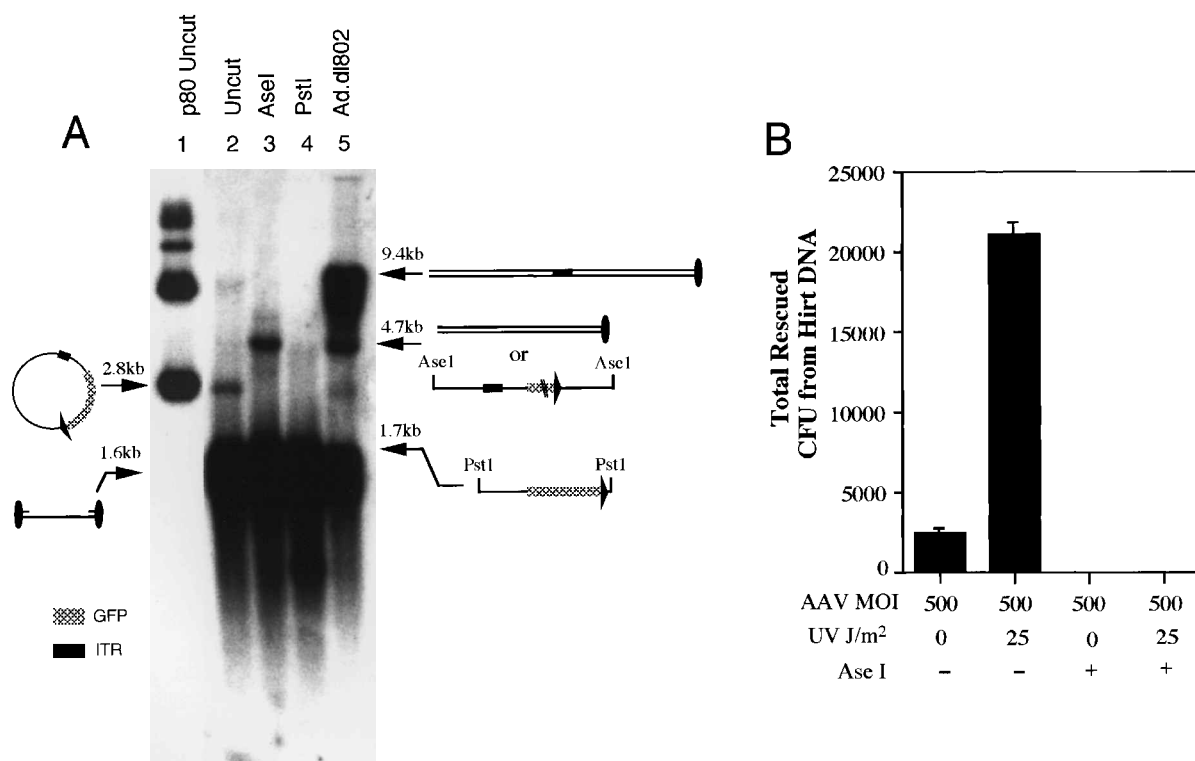 A
p80 Uncut
Uncut
AseI
PstI
Ad.dl802
1 2 3 4 5
9.4kb
4.7kb
or
Ase1 Ase1
2.8kb
1.7kb
1.6kb
Pst1 Pst1
GFP
ITR
B
Total Rescued
CFU from Hirt DNA
25000
20000
15000
10000
5000
0
AAV MOI 500 500 500 500
UV J/m² 0 25 0 25
Ase I – – + +